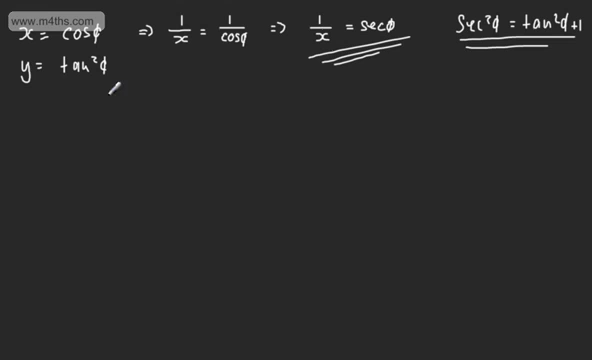 www.m4ths.com
x = cosϕ ⇒ 1/x = 1/cosϕ ⇒ 1/x = secϕ sec²ϕ = tan²ϕ+1
y = tan²ϕ